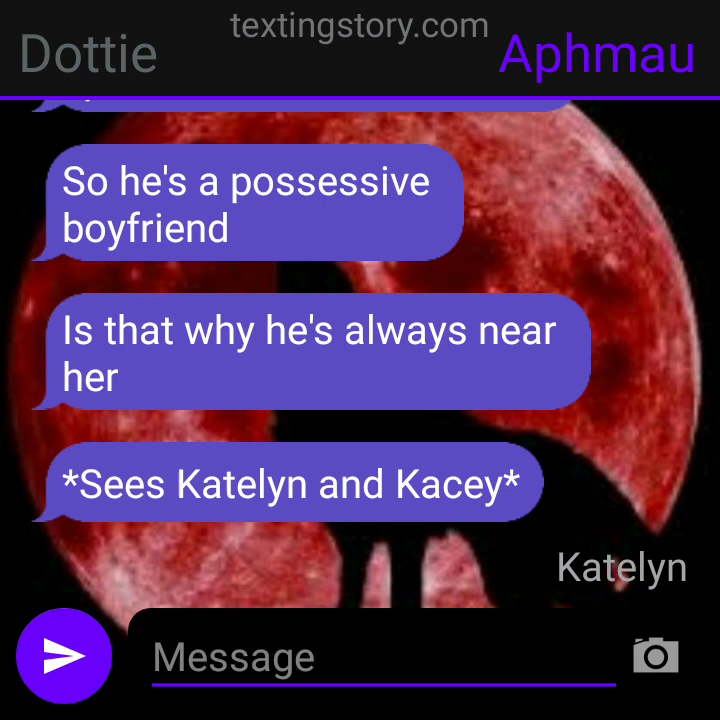 textingstory.com
Dottie
Aphmau
So he's a possessive
boyfriend
Is that why he's always near
her
*Sees Katelyn and Kacey*
Katelyn
Message